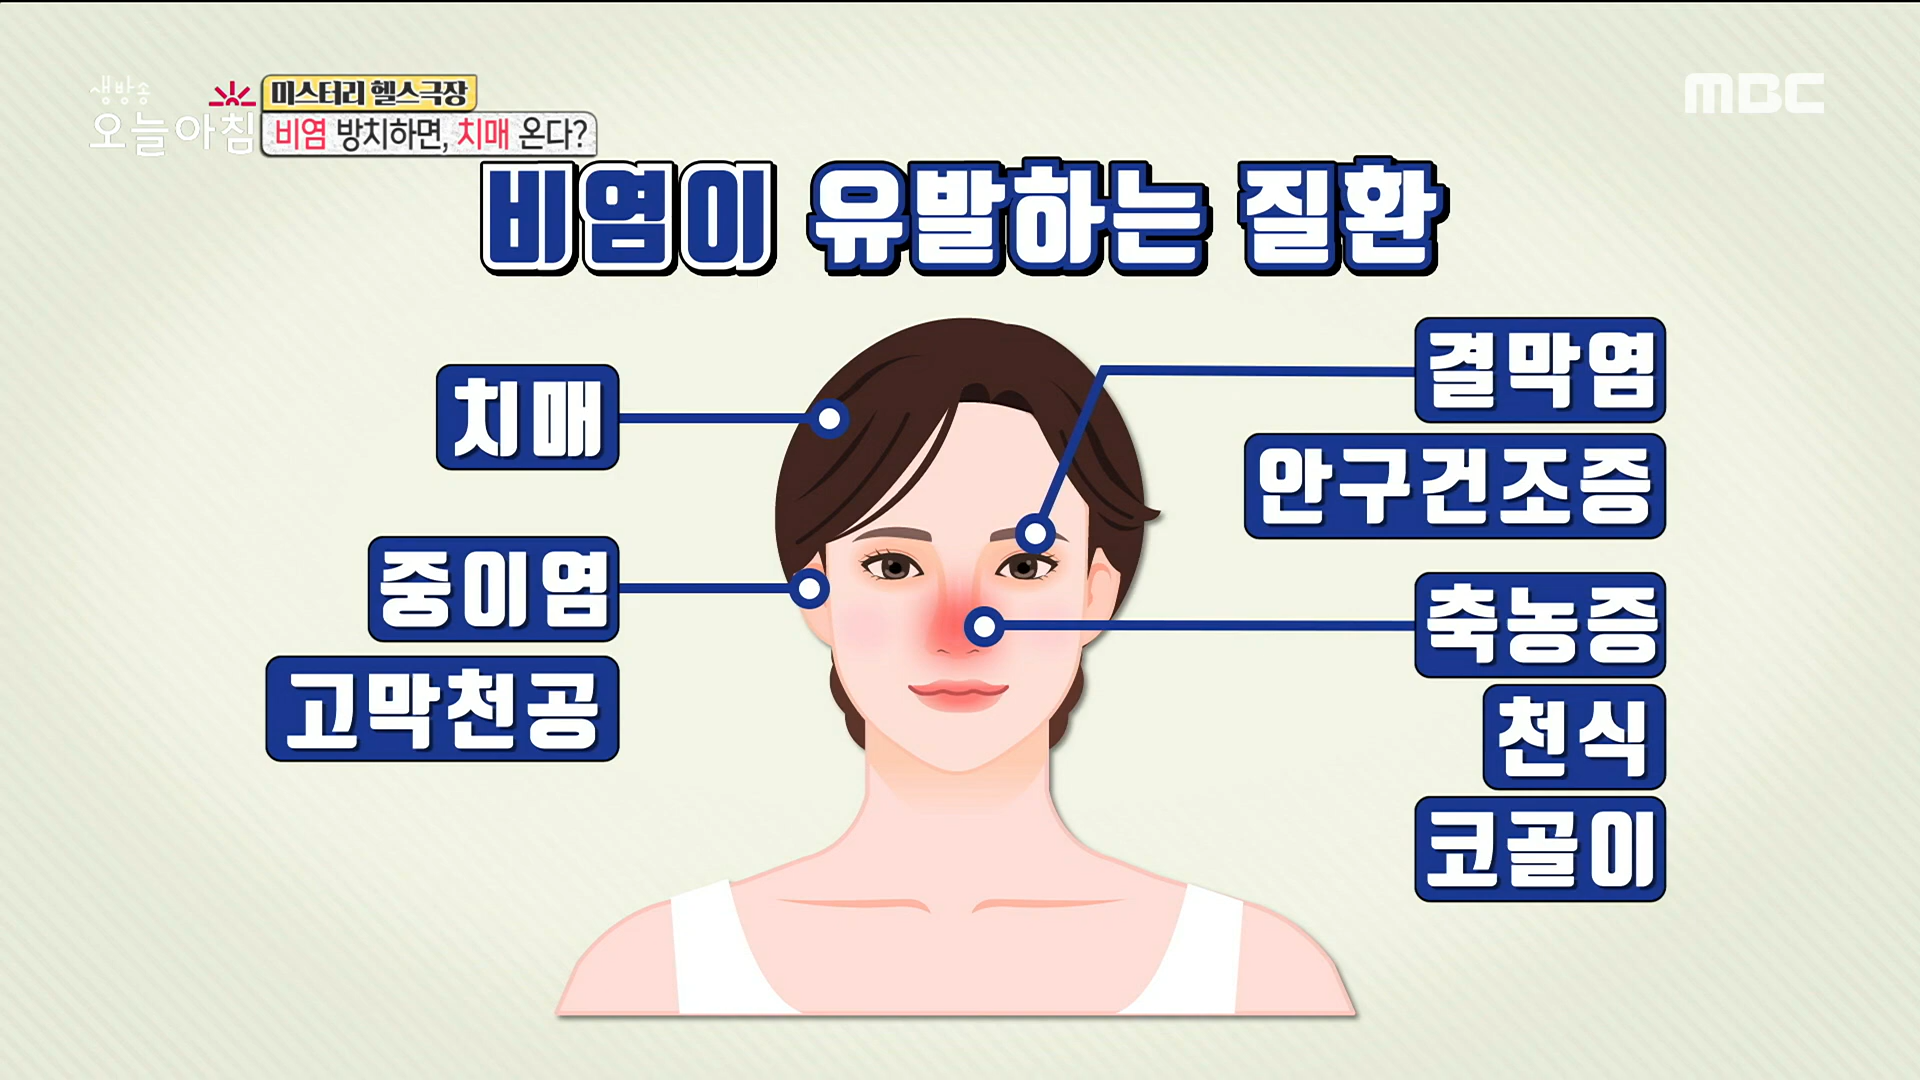 생방송
오늘아침
미스터리 헬스극장
비염 방치하면, 치매 온다?
MBC
비염이 유발하는 질환
치매
중이염
고막천공
결막염
안구건조증
축농증
천식
코골이